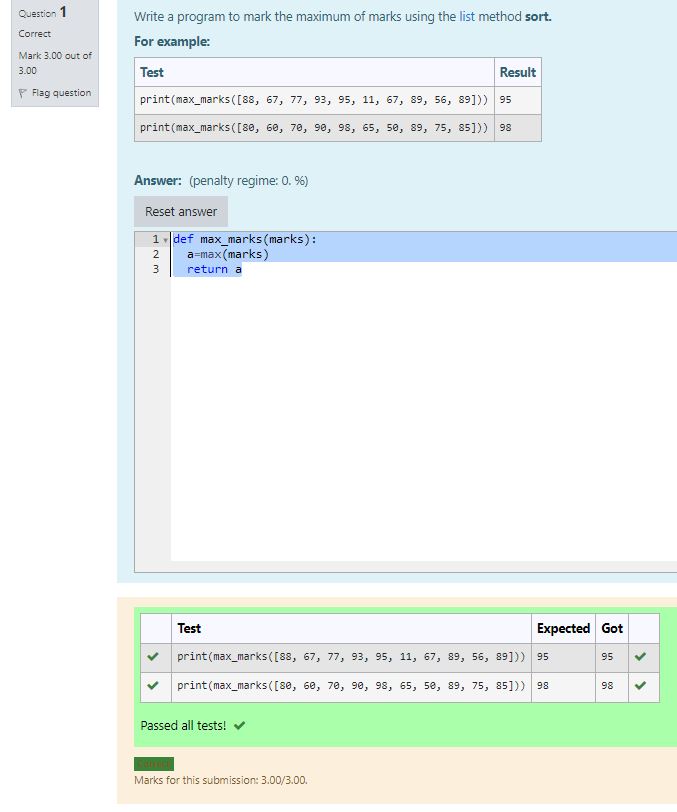 Question 1
Correct
Mark 3.00 out of
3.00
Flag question
Write a program to mark the maximum of marks using the list method sort.
For example:
Test Result
print(max_marks([88, 67, 77, 93, 95, 11, 67, 89, 56, 89])) 95
print(max_marks([80, 60, 70, 90, 98, 65, 50, 89, 75, 85])) 98
Answer: (penalty regime: 0. %)
Reset answer
1 def max_marks(marks):
2 a=max(marks)
3 return a
Test Expected Got
print(max_marks([88, 67, 77, 93, 95, 11, 67, 89, 56, 89])) 95 95
print(max_marks([80, 60, 70, 90, 98, 65, 50, 89, 75, 85])) 98 98
Passed all tests!
Correct
Marks for this submission: 3.00/3.00.